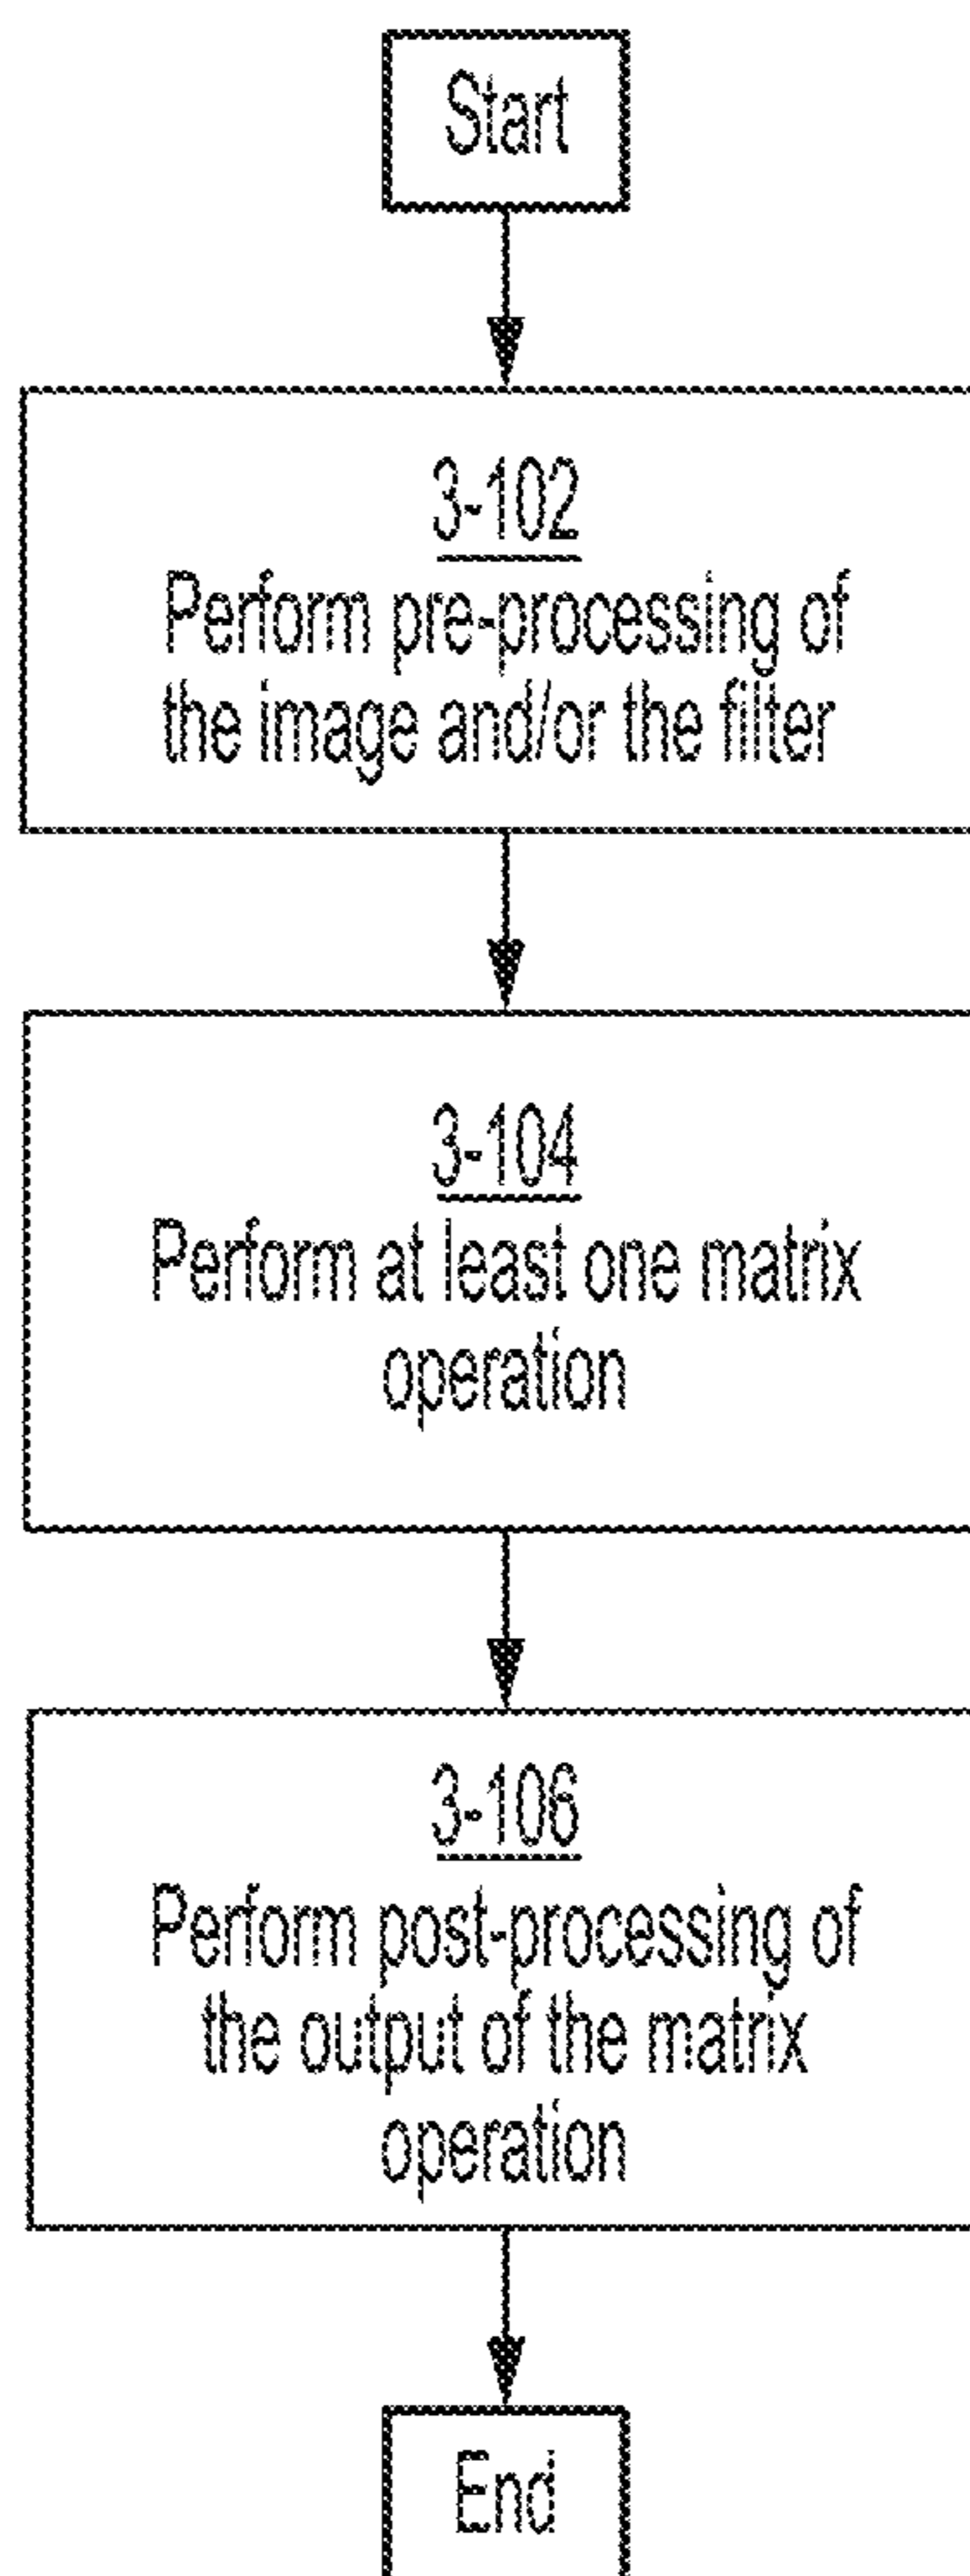 Start
3-102
Perform pre-processing of
the image and/or the filter
3-104
Perform at least one matrix
operation
3-106
Perform post-processing of
the output of the matrix
operation
End